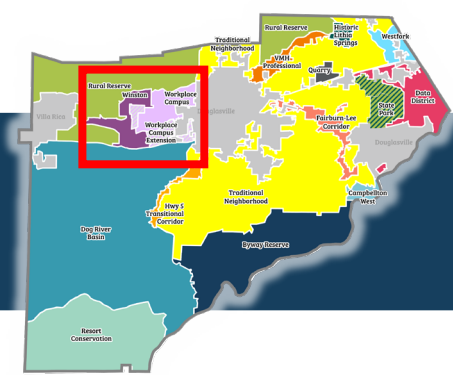 Traditional
Neighborhood
Rural Reserve
Historic
Lithia
Springs
Westfork
VMH
Professional
Quarry
Rural Reserve
Winston
Workplace
Campus
Data
District
State
Park
Villa Rica
Douglasville
Fairburn-Lee
Corridor
Workplace
Campus
Extension
Douglasville
Traditional
Neighborhood
Campbellton
West
Hwy 5
Transitional
Corridor
Dog River
Basin
Byway Reserve
Resort
Conservation